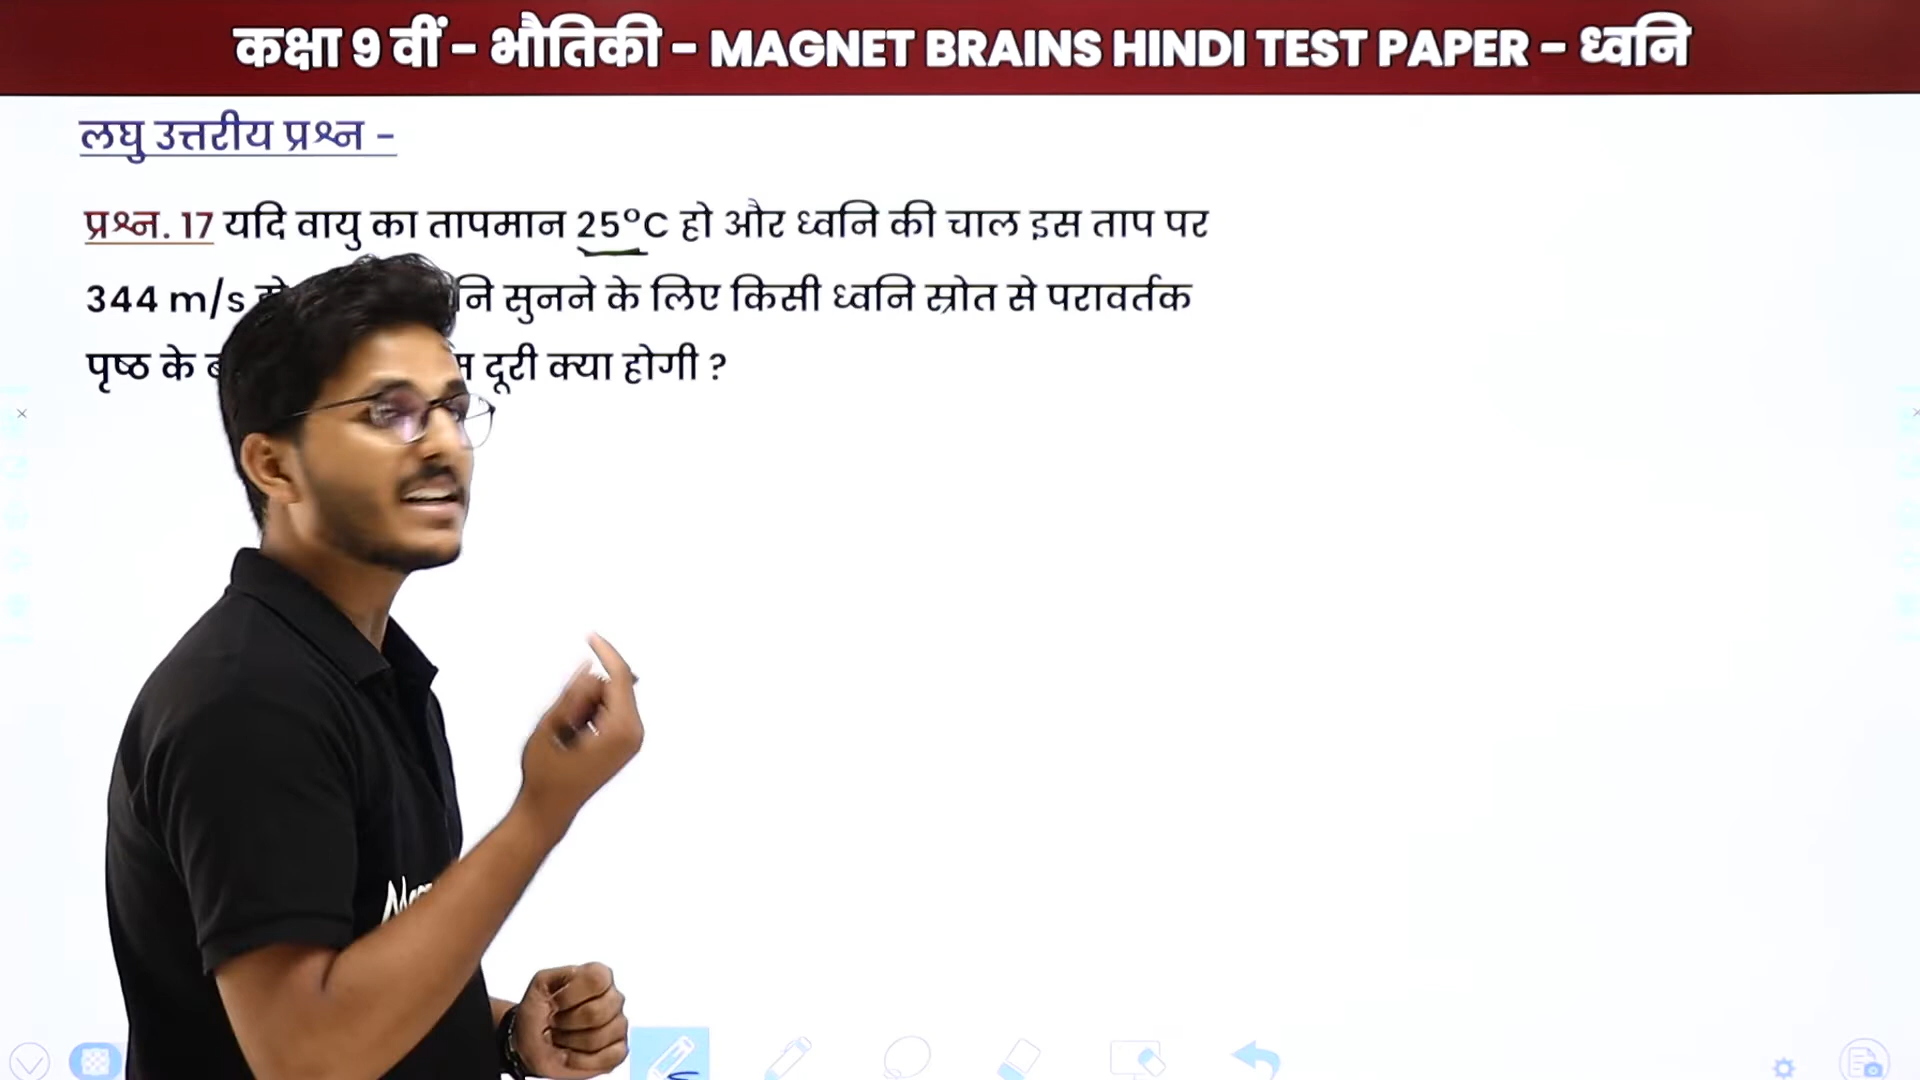 कक्षा 9 वीं - भौतिकी - MAGNET BRAINS HINDI TEST PAPER - ध्वनि
लघु उत्तरीय प्रश्न -
प्रश्न. 17 यदि वायु का तापमान 25°C हो और ध्वनि की चाल इस ताप पर
344 m/s सुनने के लिए किसी ध्वनि स्रोत से परावर्तक
पृष्ठ के दूरी क्या होगी ?